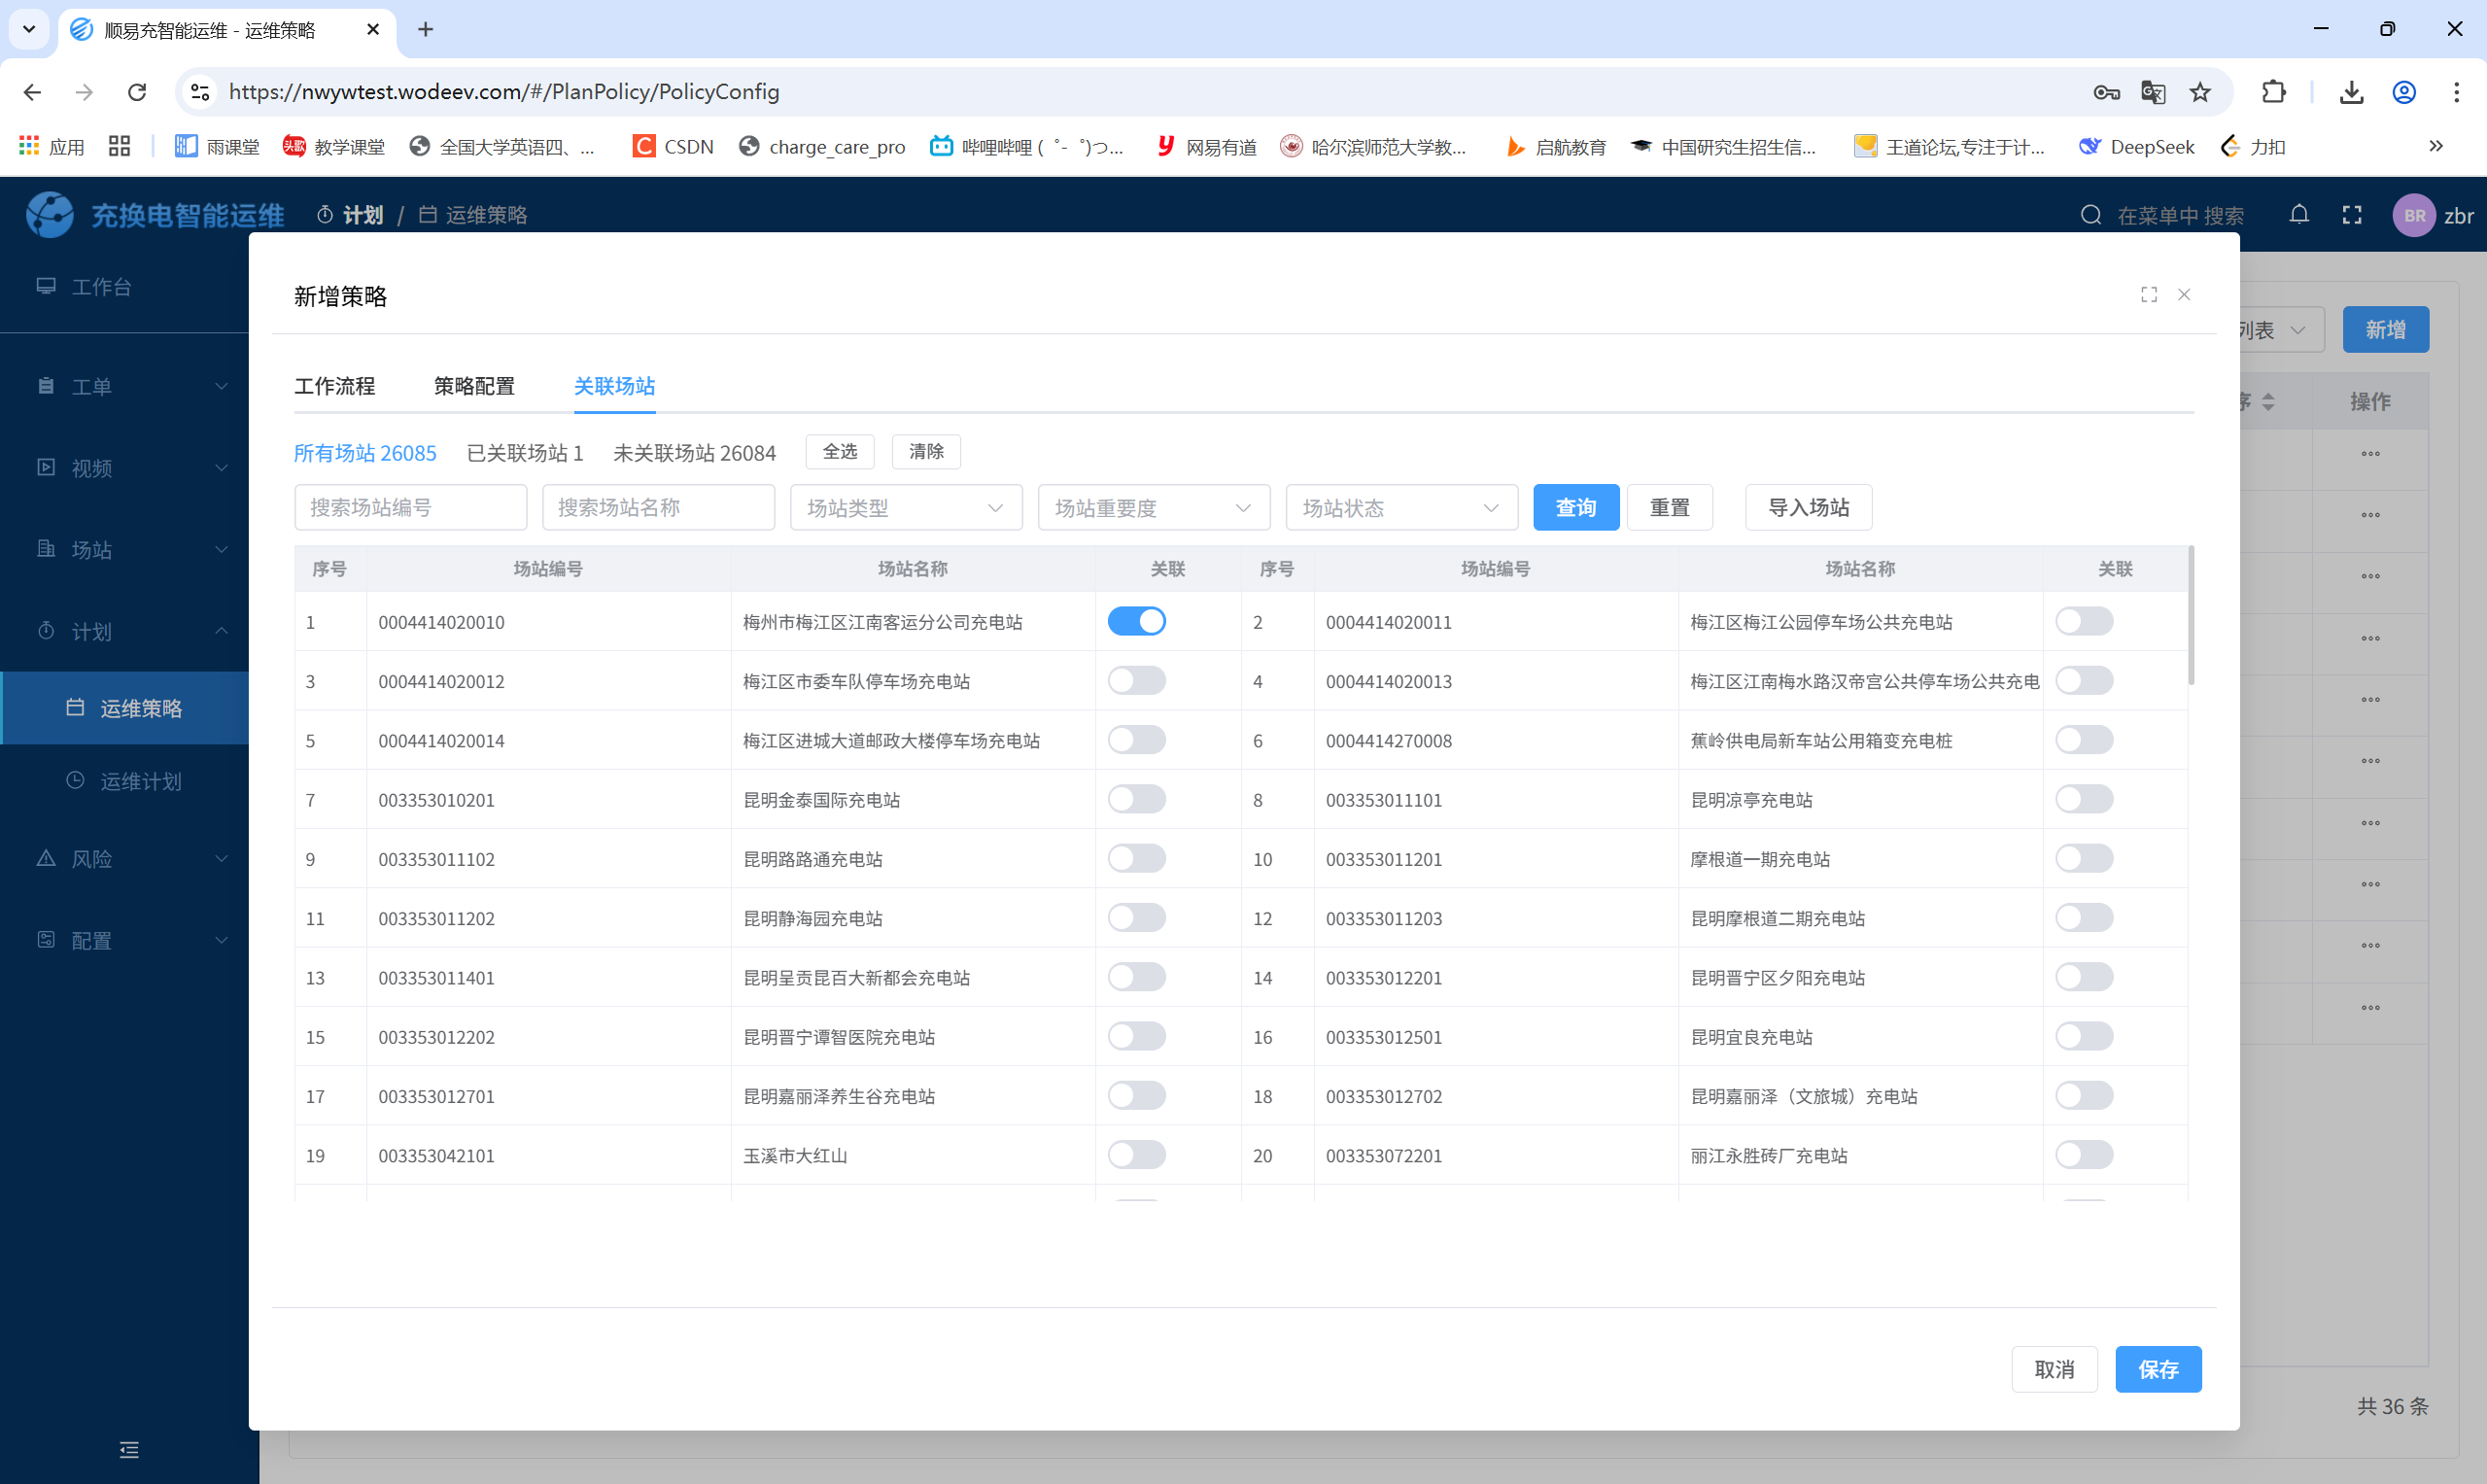 顺易充智能运维 - 运维策略
https://nwywtest.wodeev.com/#/PlanPolicy/PolicyConfig
应用 雨课堂 教学课堂 全国大学英语四、... CSDN charge_care_pro 哔哩哔哩 ( ゜- ゜)つ... 网易有道 哈尔滨师范大学教... 启航教育 中国研究生招生信... 王道论坛,专注于计... DeepSeek 力扣
充换电智能运维 计划 / 运维策略 在菜单中 搜索 BR zbr
工作台
工单
视频
场站
计划
运维策略
运维计划
风险
配置
列表 新增
序 操作
新增策略
工作流程 策略配置 关联场站
所有场站 26085 已关联场站 1 未关联场站 26084 全选 清除
搜索场站编号 搜索场站名称 场站类型 场站重要度 场站状态 查询 重置 导入场站
序号 场站编号 场站名称 关联 序号 场站编号 场站名称 关联
1 0004414020010 梅州市梅江区江南客运分公司充电站 2 0004414020011 梅江区梅江公园停车场公共充电站
3 0004414020012 梅江区市委车队停车场充电站 4 0004414020013 梅江区江南梅水路汉帝宫公共停车场公共充电
5 0004414020014 梅江区进城大道邮政大楼停车场充电站 6 0004414270008 蕉岭供电局新车站公用箱变充电桩
7 003353010201 昆明金泰国际充电站 8 003353011101 昆明凉亭充电站
9 003353011102 昆明路路通充电站 10 003353011201 摩根道一期充电站
11 003353011202 昆明静海园充电站 12 003353011203 昆明摩根道二期充电站
13 003353011401 昆明呈贡昆百大新都会充电站 14 003353012201 昆明晋宁区夕阳充电站
15 003353012202 昆明晋宁谭智医院充电站 16 003353012501 昆明宜良充电站
17 003353012701 昆明嘉丽泽养生谷充电站 18 003353012702 昆明嘉丽泽（文旅城）充电站
19 003353042101 玉溪市大红山 20 003353072201 丽江永胜砖厂充电站
取消 保存
共 36 条